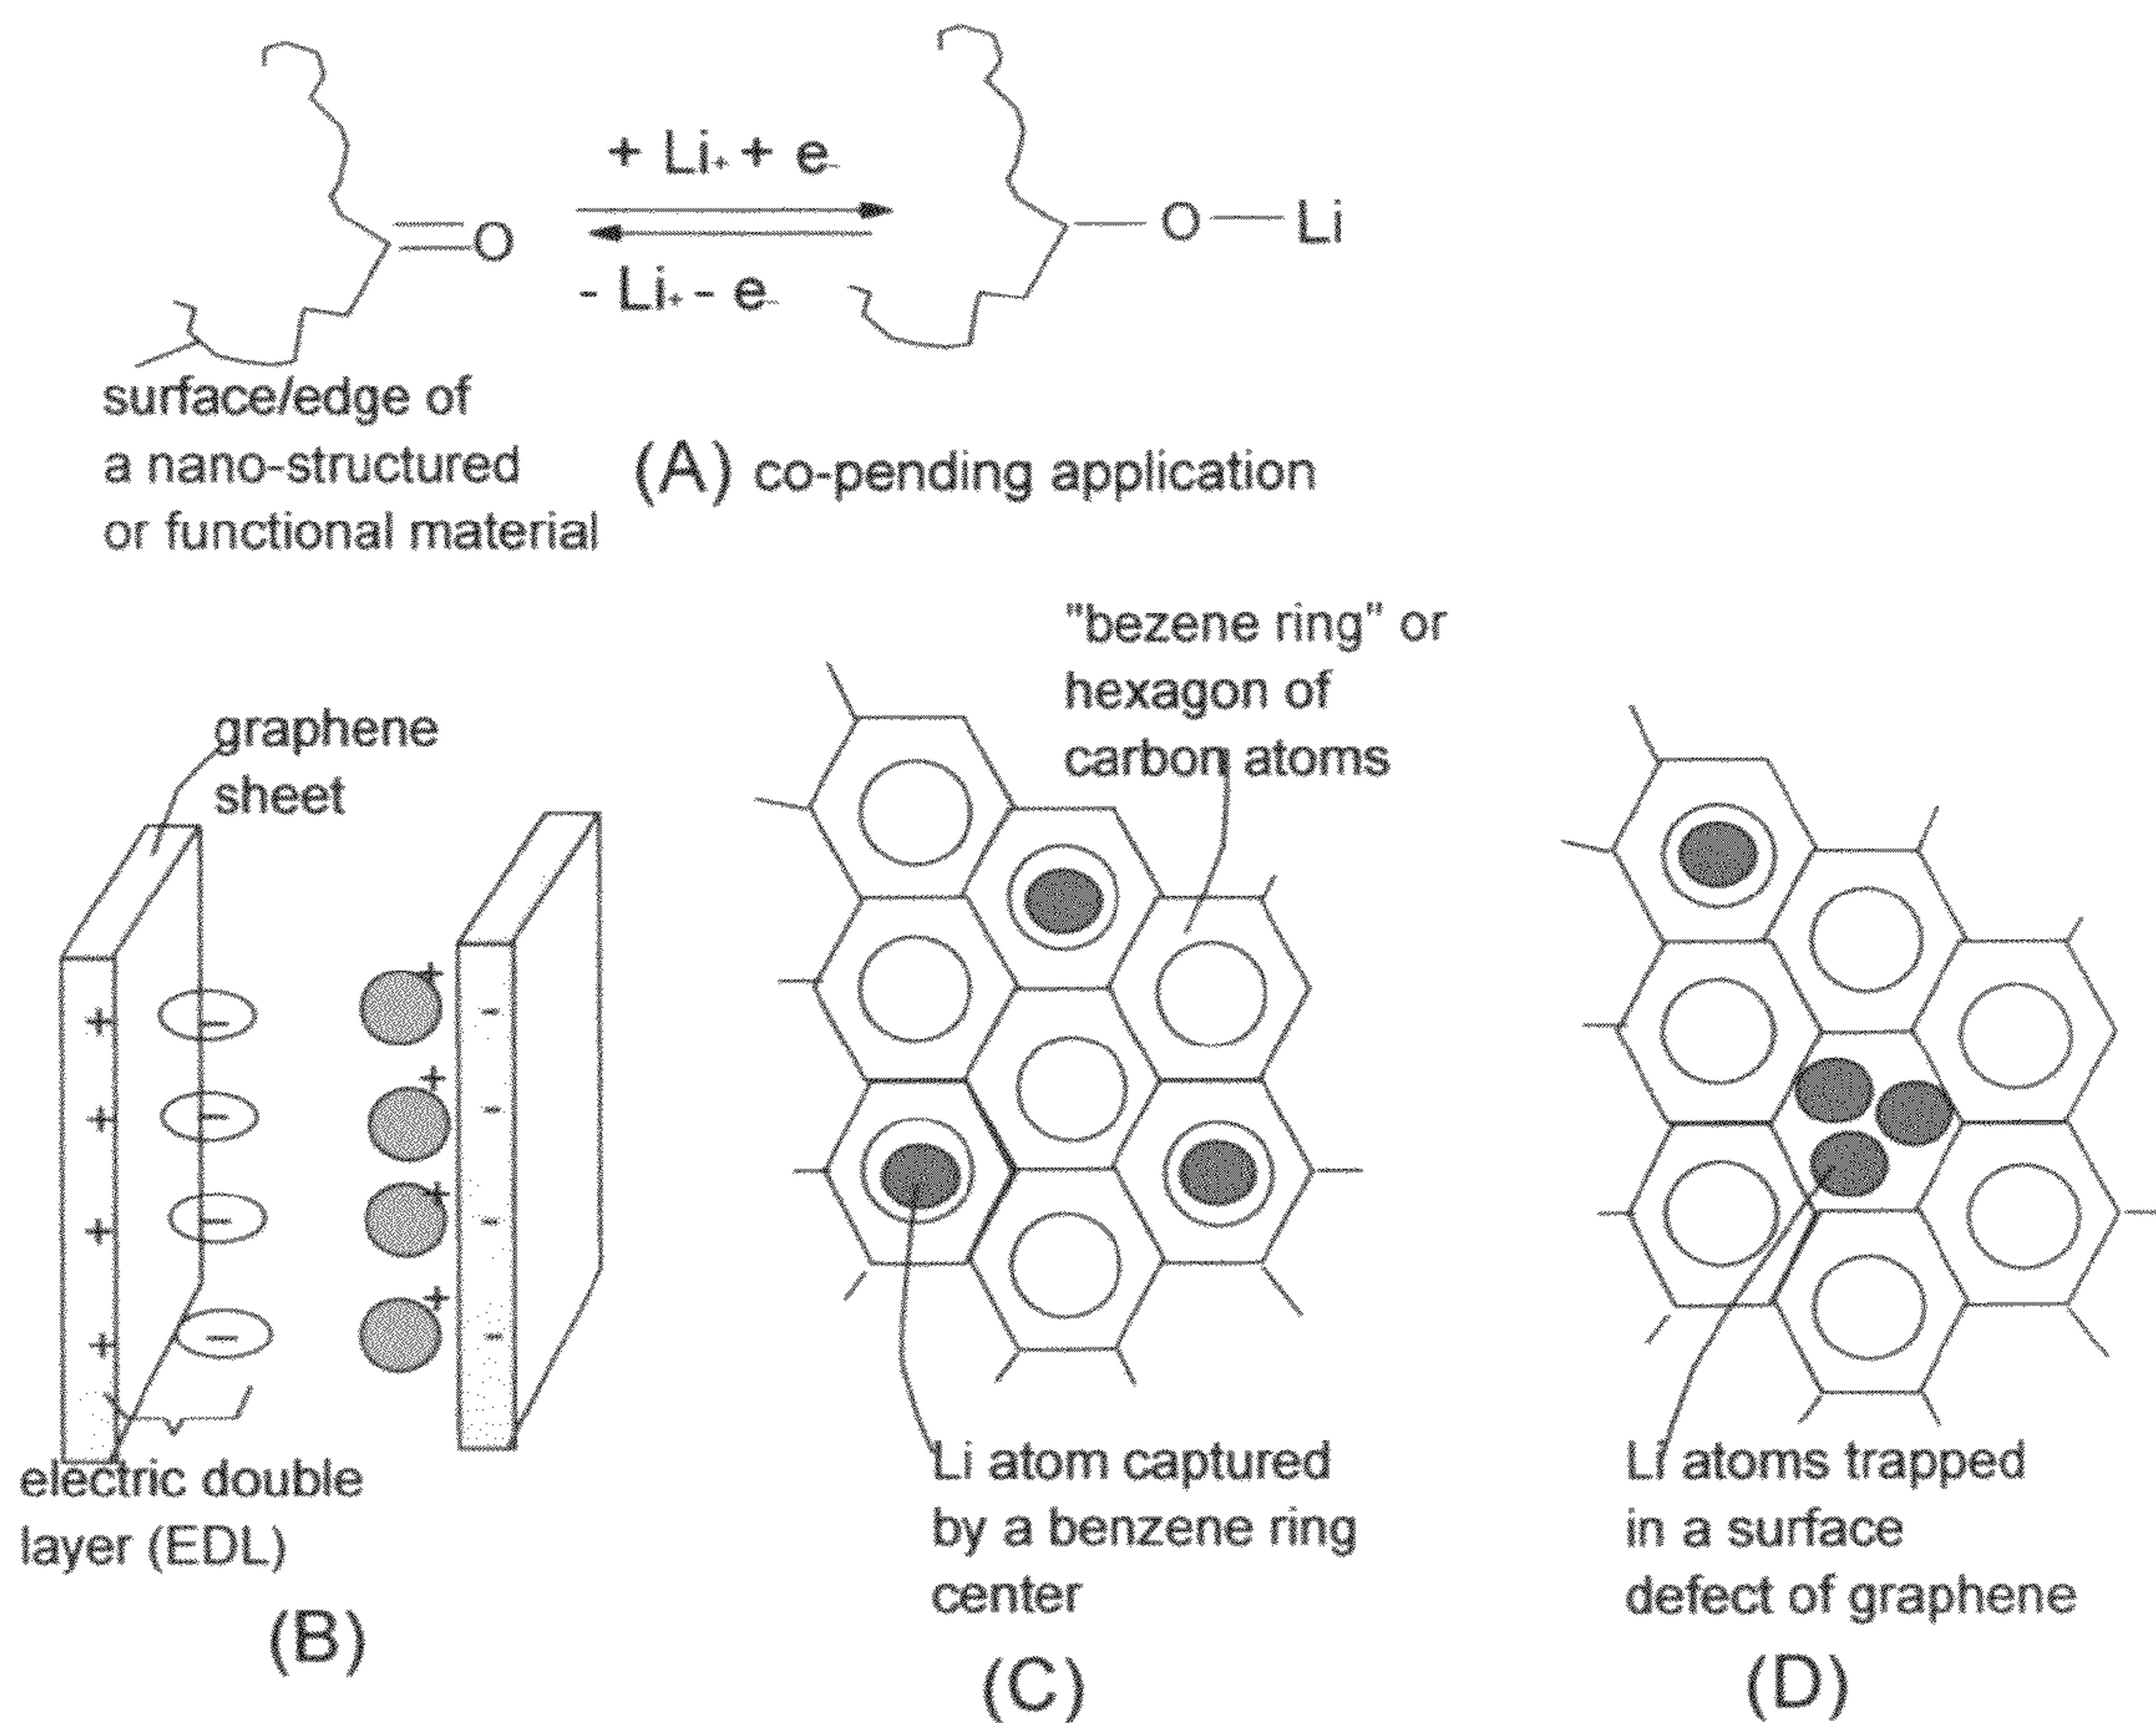 + Li+ + e-
O
O
Li
- Li+ - e-
surface/edge of
a nano-structured
or functional material
(A) co-pending application
"bezene ring" or
hexagon of
carbon atoms
graphene
sheet
+ - + -
+ - + -
+ - + -
+ - + -
electric double
layer (EDL)
(B)
Li atom captured
by a benzene ring
center
(C)
Li atoms trapped
in a surface
defect of graphene
(D)